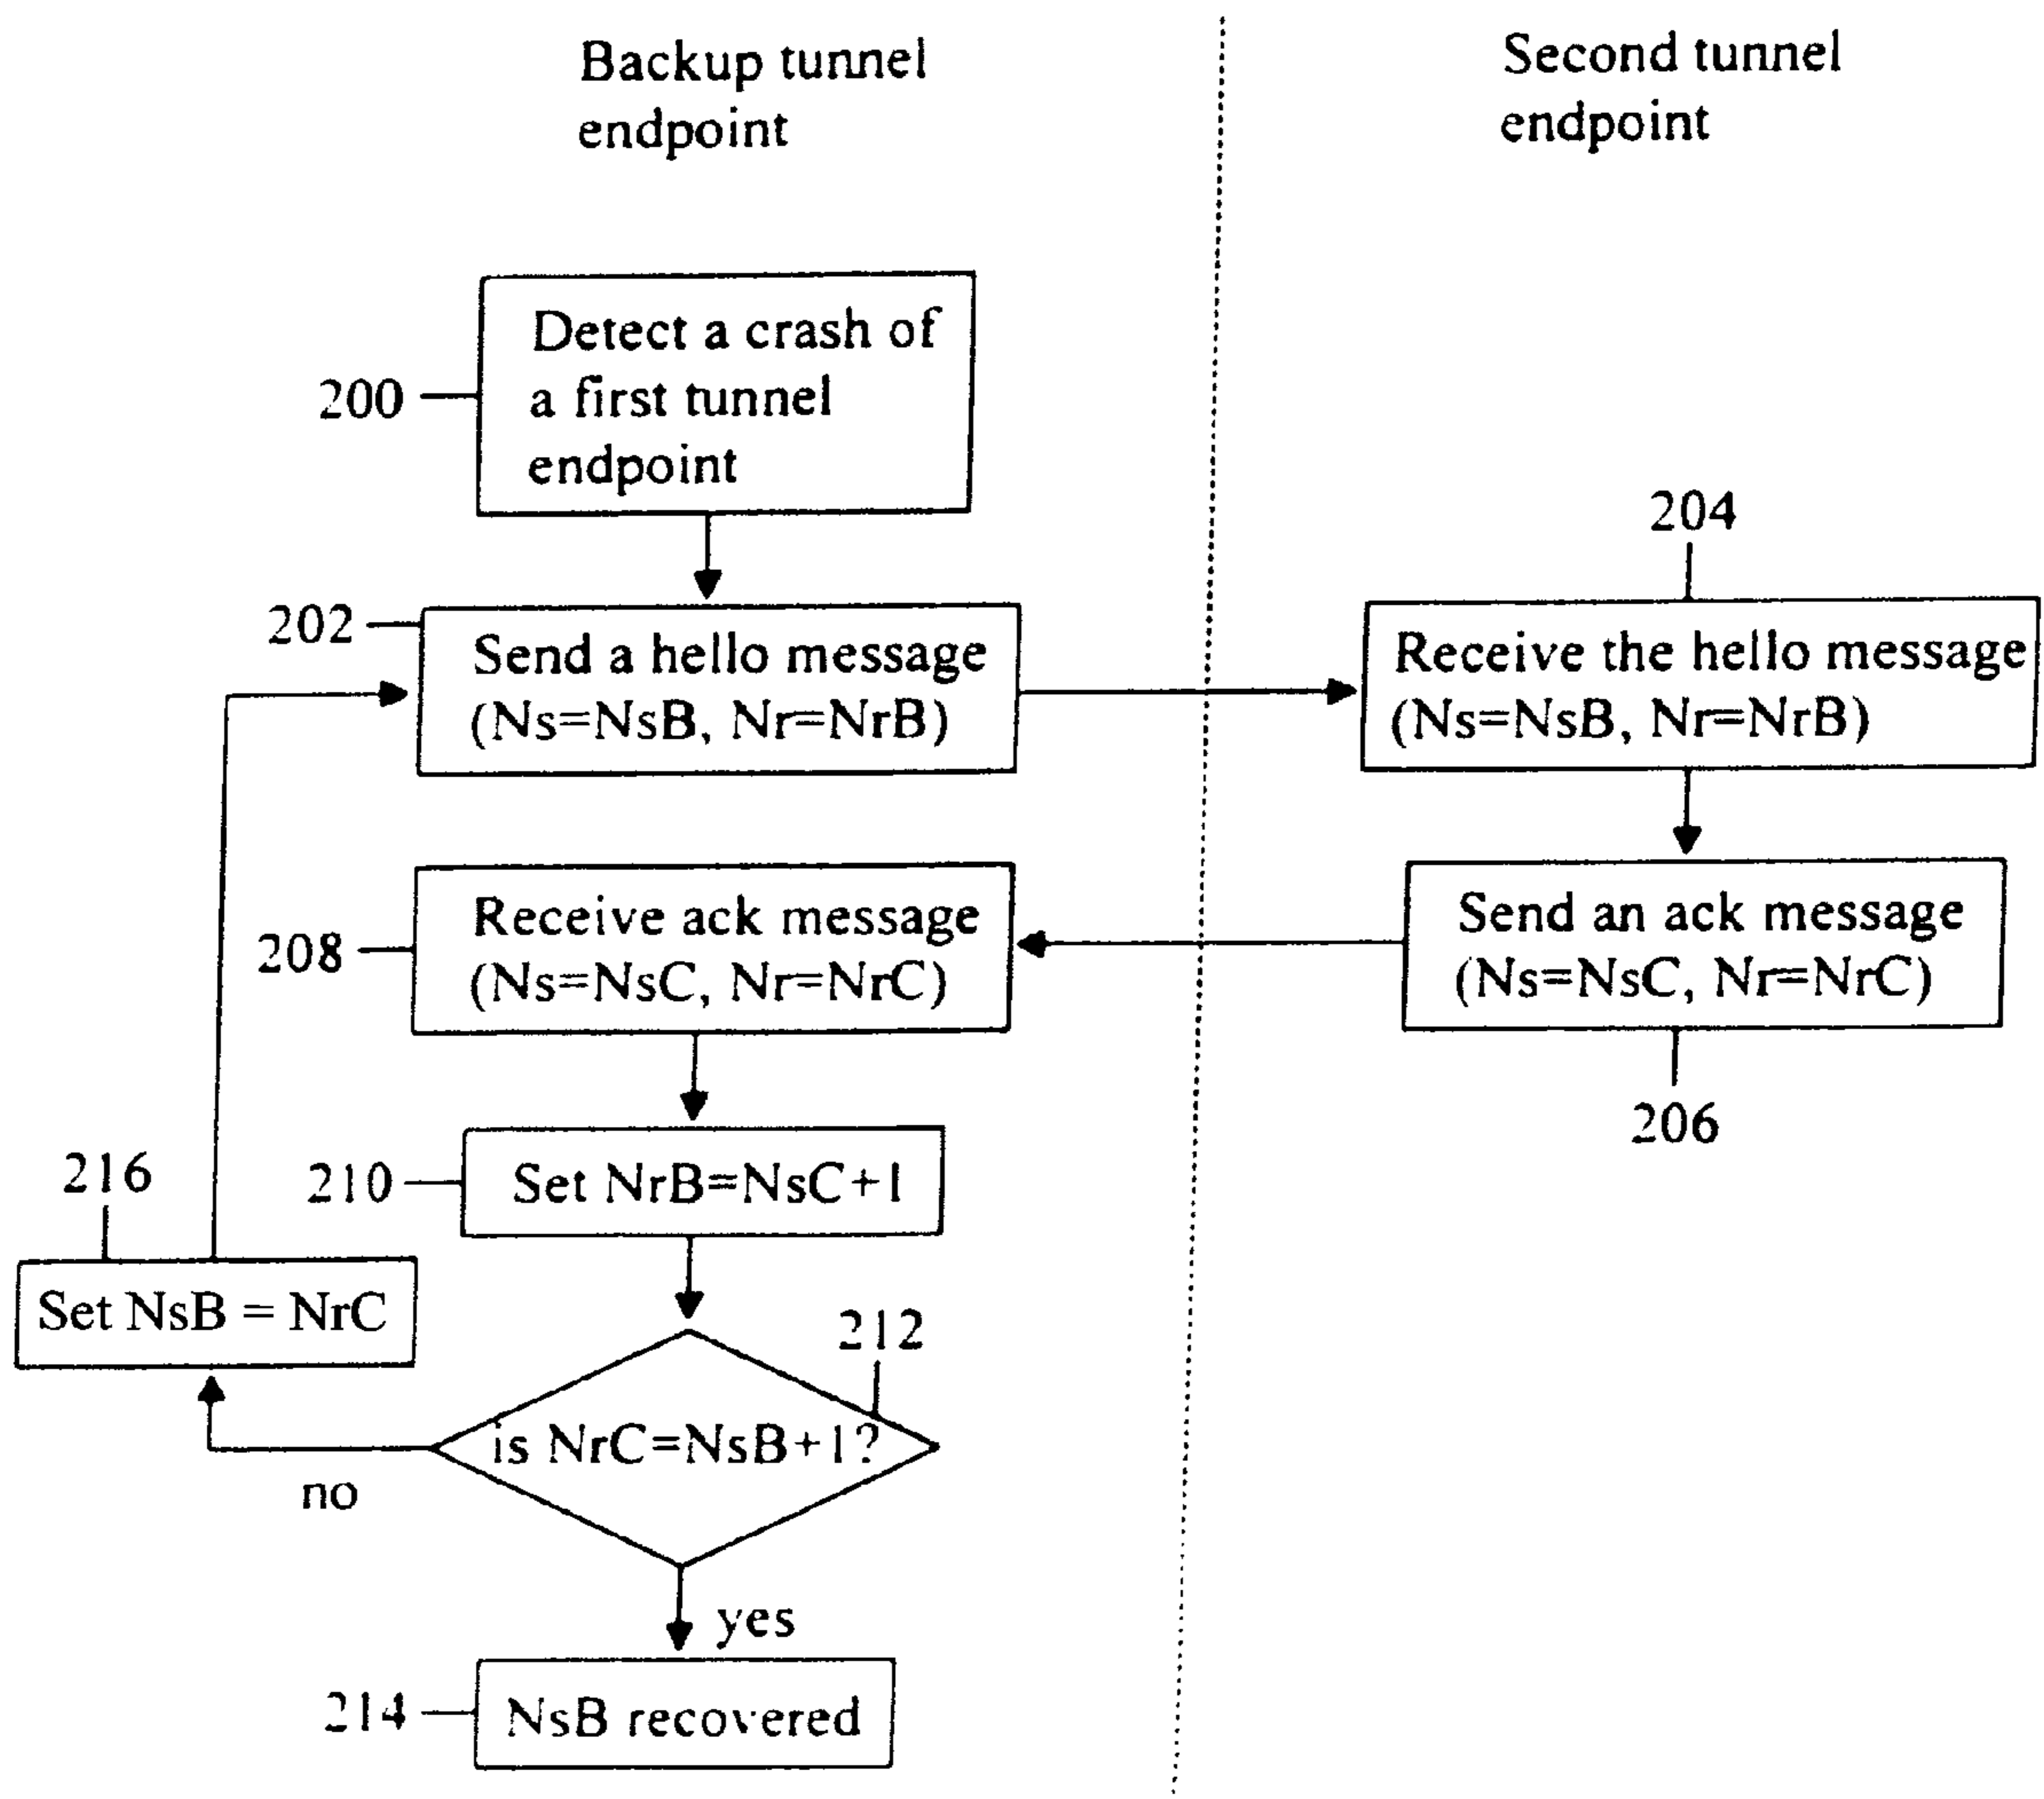 Backup tunnel
endpoint
Second tunnel
endpoint
Detect a crash of
a first tunnel
endpoint
200
204
202
Send a hello message
(Ns=NsB, Nr=NrB)
Receive the hello message
(Ns=NsB, Nr=NrB)
208
Receive ack message
(Ns=NsC, Nr=NrC)
Send an ack message
(Ns=NsC, Nr=NrC)
206
216
210
Set NrB=NsC+1
Set NsB = NrC
212
is NrC=NsB+1?
no
yes
214
NsB recovered